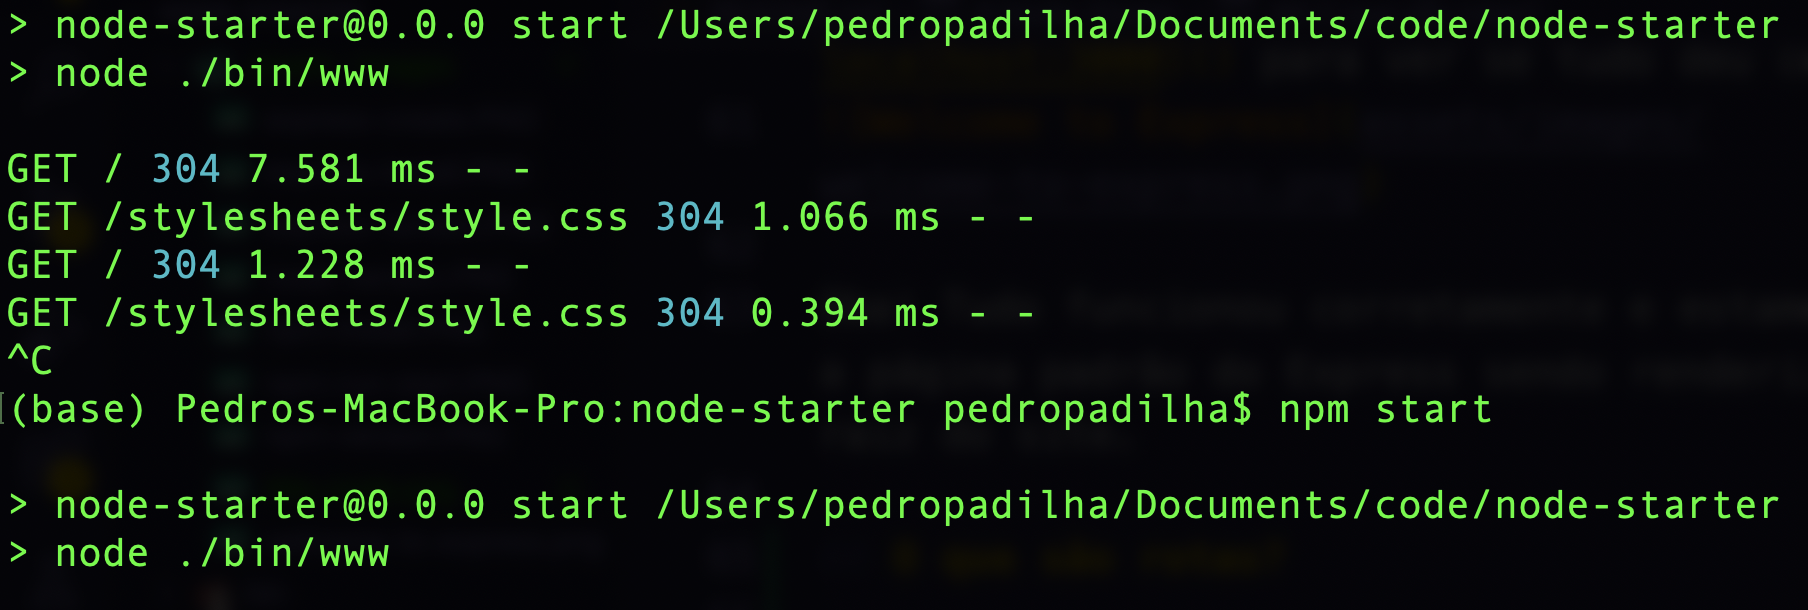 > node-starter@0.0.0 start /Users/pedropadilha/Documents/code/node-starter
> node ./bin/www
GET / 304 7.581 ms - -
GET /stylesheets/style.css 304 1.066 ms - -
GET / 304 1.228 ms - -
GET /stylesheets/style.css 304 0.394 ms - -
^C
(base) Pedros-MacBook-Pro:node-starter pedropadilha$ npm start
> node-starter@0.0.0 start /Users/pedropadilha/Documents/code/node-starter
> node ./bin/www